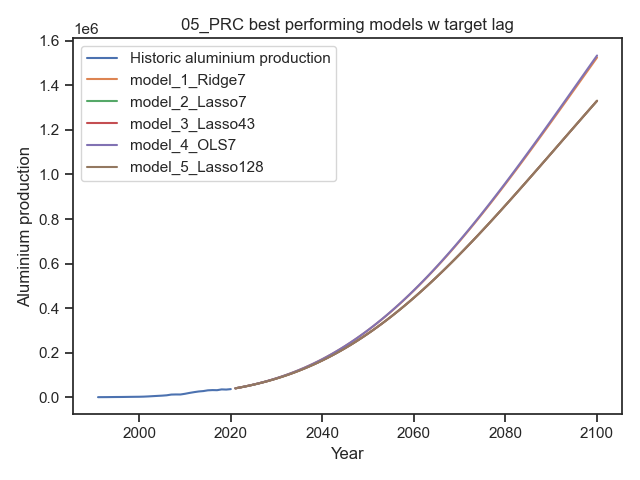 05_PRC best performing models w target lag
1e6
1.6
1.4
1.2
1.0
0.8
0.6
0.4
0.2
0.0
Aluminium production
Historic aluminium production
model_1_Ridge7
model_2_Lasso7
model_3_Lasso43
model_4_OLS7
model_5_Lasso128
2000 2020 2040 2060 2080 2100
Year